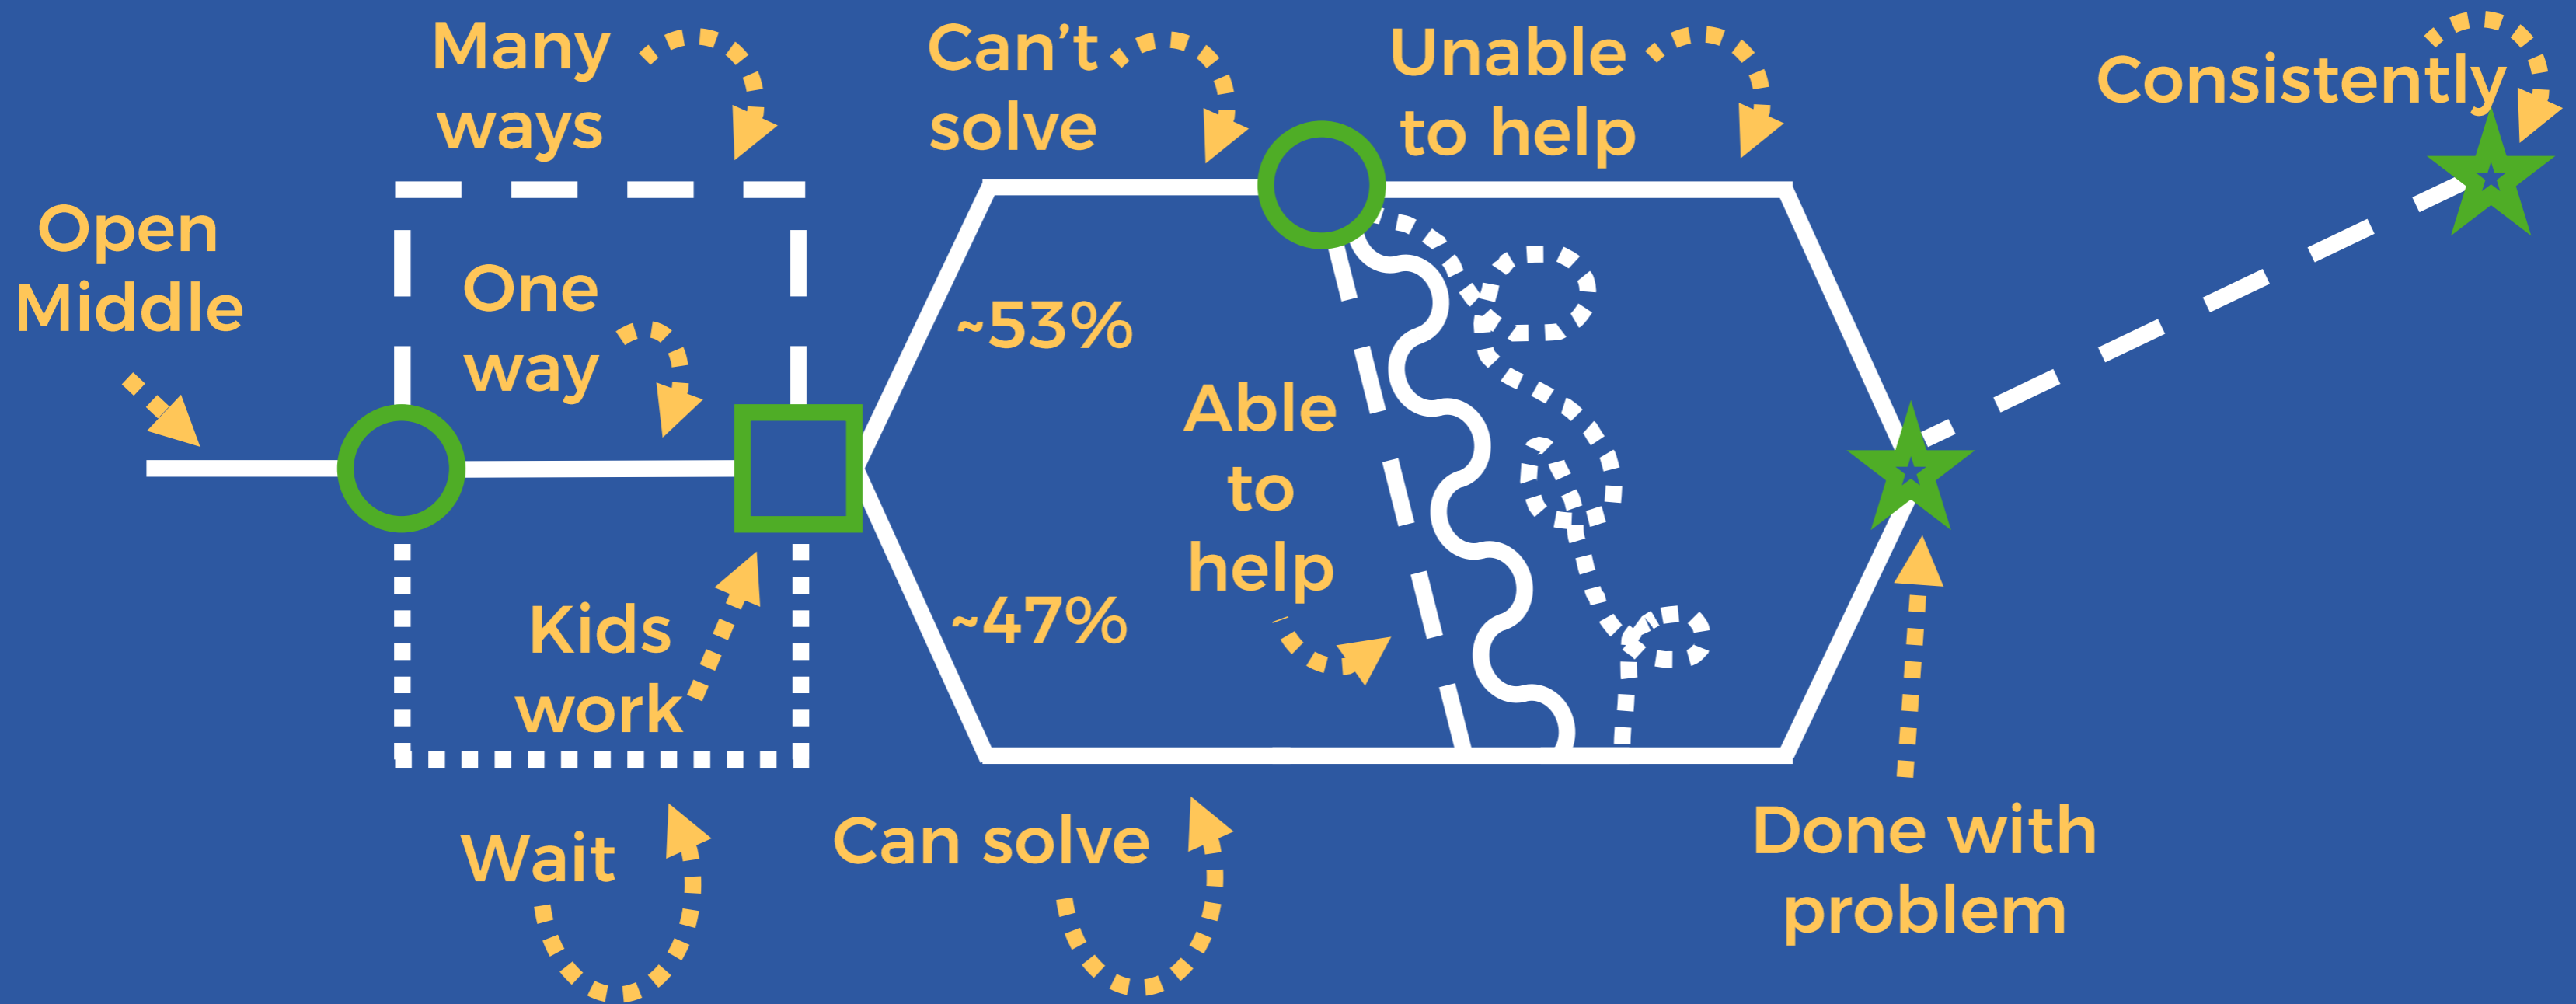 Many
ways
Can't
solve
Unable
to help
Consistently
Open
Middle
One
way
~53%
Able
to
help
~47%
Kids
work
Wait
Can solve
Done with
problem